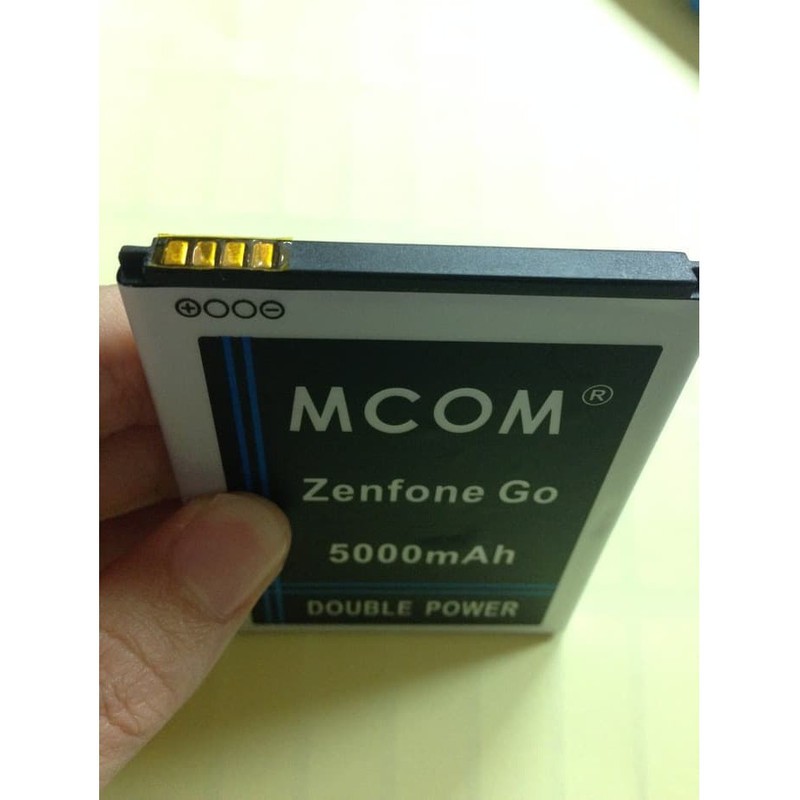 ⊕○○⊖
MCOM®
Zenfone Go
5000mAh
DOUBLE POWER